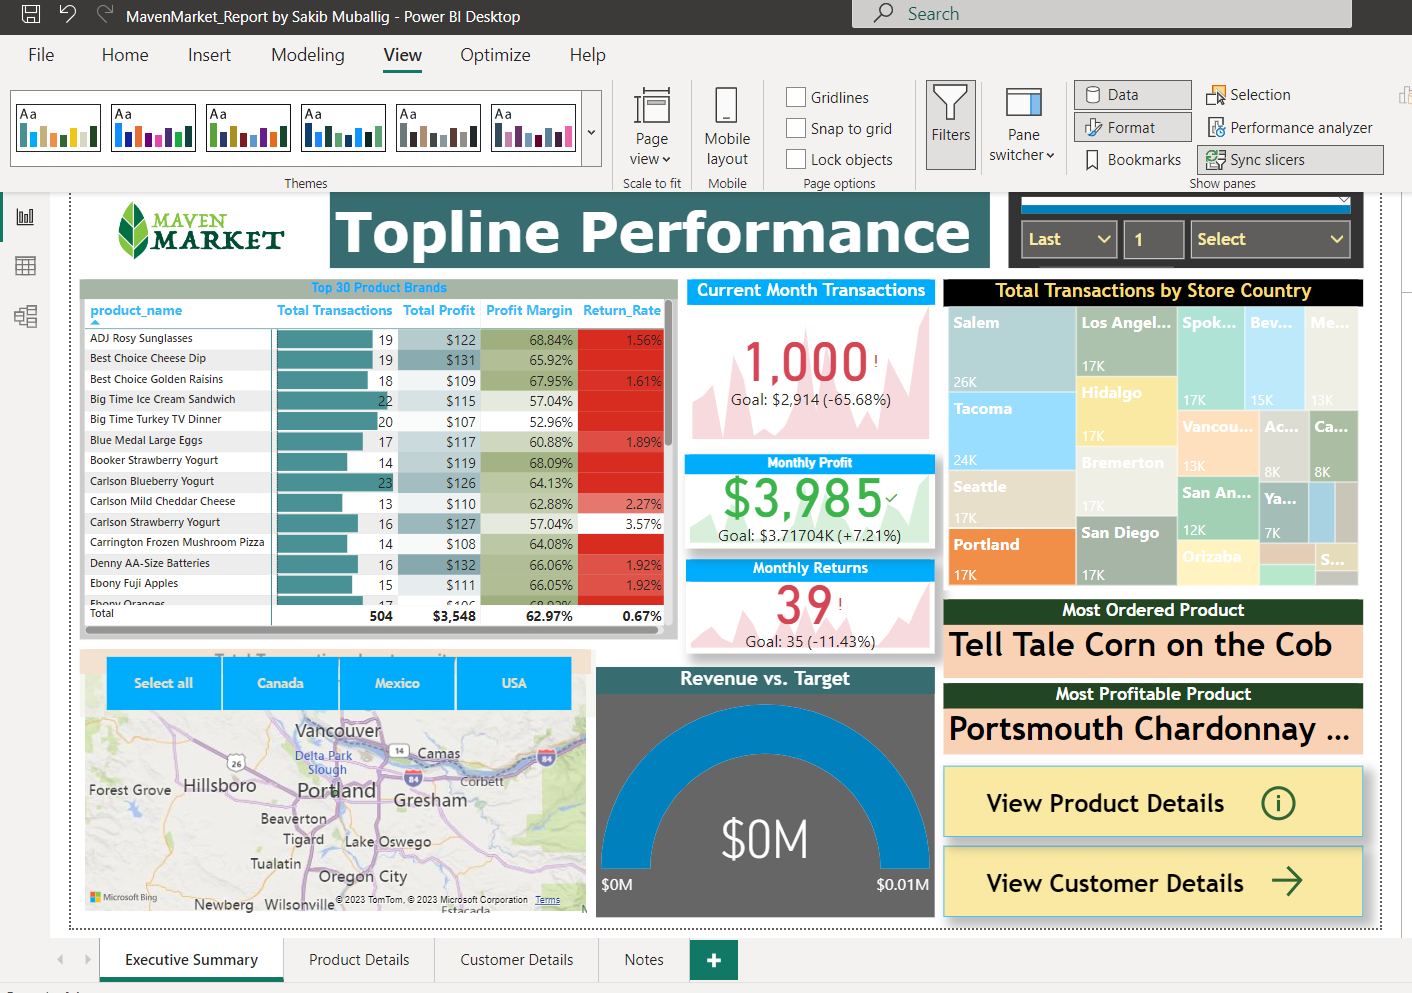 MavenMarket_Report by Sakib Muballig - Power BI Desktop
Search
File Home Insert Modeling View Optimize Help
Aa Aa Aa Aa Aa Aa
Themes
Page view
Scale to fit
Mobile layout
Mobile
Gridlines
Snap to grid
Lock objects
Page options
Filters
Pane switcher
Data
Format
Bookmarks
Selection
Performance analyzer
Sync slicers
Show panes
MAVEN
MARKET
Topline Performance
Last 1 Select
Top 30 Product Brands
product_name Total Transactions Total Profit Profit Margin Return_Rate
ADJ Rosy Sunglasses 19 $122 68.84% 1.56%
Best Choice Cheese Dip 19 $131 65.92%
Best Choice Golden Raisins 18 $109 67.95% 1.61%
Big Time Ice Cream Sandwich 22 $115 57.04%
Big Time Turkey TV Dinner 20 $107 52.96%
Blue Medal Large Eggs 17 $117 60.88% 1.89%
Booker Strawberry Yogurt 14 $119 68.09%
Carlson Blueberry Yogurt 23 $126 64.13%
Carlson Mild Cheddar Cheese 13 $110 62.88% 2.27%
Carlson Strawberry Yogurt 16 $127 57.04% 3.57%
Carrington Frozen Mushroom Pizza 14 $108 64.08%
Denny AA-Size Batteries 16 $132 66.06% 1.92%
Ebony Fuji Apples 15 $111 66.05% 1.92%
Ebony Oranges
Total 504 $3,548 62.97% 0.67%
Current Month Transactions
1,000!
Goal: $2,914 (-65.68%)
Monthly Profit
$3,985
Goal: $3.71704K (+7.21%)
Monthly Returns
39!
Goal: 35 (-11.43%)
Total Transactions by Store Country
Salem
26K
Tacoma
24K
Seattle
17K
Portland
17K
Los Angel...
17K
Hidalgo
17K
Bremerton
17K
San Diego
17K
Spok...
17K
Bev...
15K
Me...
13K
Vancou...
13K
Ac...
8K
Ca...
8K
San An...
12K
Ya...
7K
Orizaba
S...
Most Ordered Product
Tell Tale Corn on the Cob
Most Profitable Product
Portsmouth Chardonnay ...
View Product Details
View Customer Details
Select all Canada Mexico USA
Vancouver
14
Camas
26
Delta Park
Slough
84
84
Corbett
Forest Grove
Hillsboro
Portland
Gresham
Beaverton
Tigard
Lake Oswego
Tualatin
Oregon City
Microsoft Bing
Newberg Wilsonville
© 2023 TomTom, © 2023 Microsoft Corporation Terms
Estacada
Revenue vs. Target
$0M
$0M $0.01M
Executive Summary Product Details Customer Details Notes +